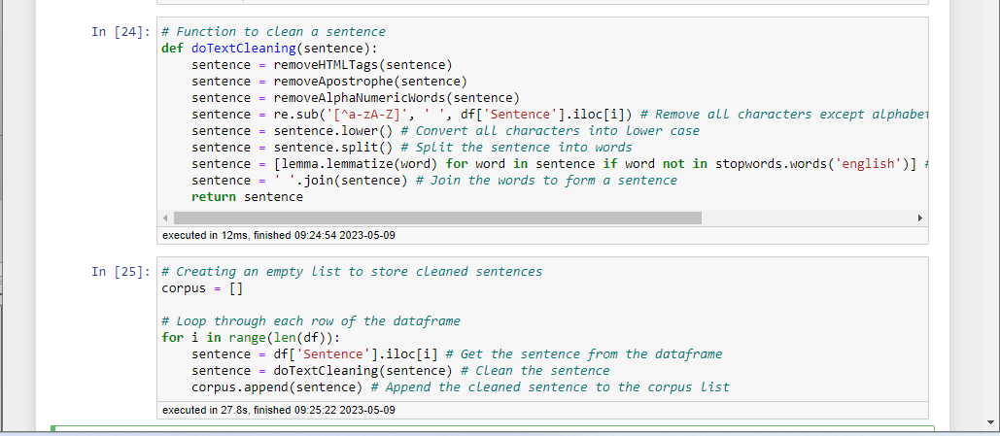 In [24]:
# Function to clean a sentence
def doTextCleaning(sentence):
    sentence = removeHTMLTags(sentence)
    sentence = removeApostrophe(sentence)
    sentence = removeAlphaNumericWords(sentence)
    sentence = re.sub('[^a-zA-Z]', ' ', df['Sentence'].iloc[i]) # Remove all characters except alphabet
    sentence = sentence.lower() # Convert all characters into lower case
    sentence = sentence.split() # Split the sentence into words
    sentence = [lemma.lemmatize(word) for word in sentence if word not in stopwords.words('english')] #
    sentence = ' '.join(sentence) # Join the words to form a sentence
    return sentence
executed in 12ms, finished 09:24:54 2023-05-09
In [25]:
# Creating an empty list to store cleaned sentences
corpus = []
# Loop through each row of the dataframe
for i in range(len(df)):
    sentence = df['Sentence'].iloc[i] # Get the sentence from the dataframe
    sentence = doTextCleaning(sentence) # Clean the sentence
    corpus.append(sentence) # Append the cleaned sentence to the corpus list
executed in 27.8s, finished 09:25:22 2023-05-09